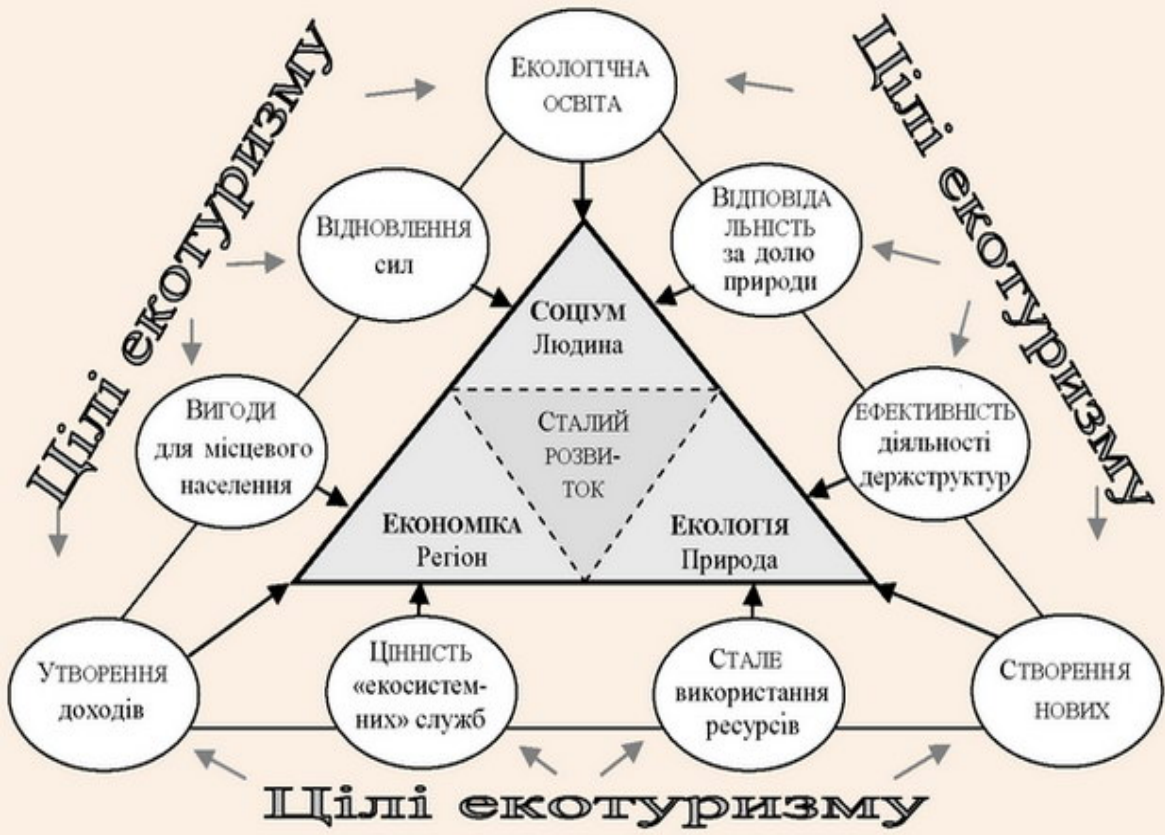 Цілі екотуризму
Цілі екотуризму
ЕКОЛОГІЧНА
ОСВІТА
ВІДНОВЛЕННЯ
сил
ВІДПОВІДА
ЛЬНІСТЬ
за долю
природи
СОЦІУМ
Людина
ВИГОДИ
для місцевого
населення
СТАЛИЙ
РОЗВИ-
ТОК
ЕФЕКТИВНІСТЬ
діяльності
держструктур
ЕКОНОМІКА
Регіон
ЕКОЛОГІЯ
Природа
УТВОРЕННЯ
доходів
ЦІННІСТЬ
«екосистем-
них» служб
СТАЛЕ
використання
ресурсів
СТВОРЕННЯ
НОВИХ
Цілі екотуризму